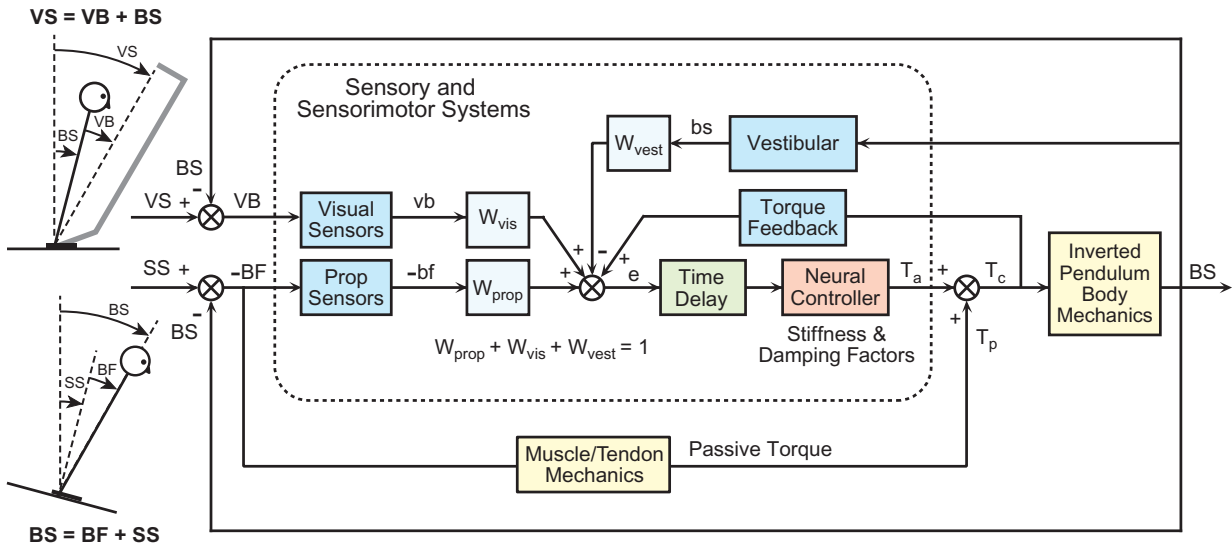 VS = VB + BS
VS
VB
BS
Sensory and
Sensorimotor Systems
BS
−
VS +
VB
Visual
Sensors
vb
W_vis
W_vest
bs
Vestibular
Torque
Feedback
+
−
+
+
SS +
−BF
Prop
Sensors
−bf
W_prop
e
Time
Delay
Neural
Controller
T_a
+
T_c
Inverted
Pendulum
Body
Mechanics
BS
BS
−
Stiffness &
Damping Factors
+
T_p
W_prop + W_vis + W_vest = 1
BS
BF
SS
Muscle/Tendon
Mechanics
Passive Torque
BS = BF + SS